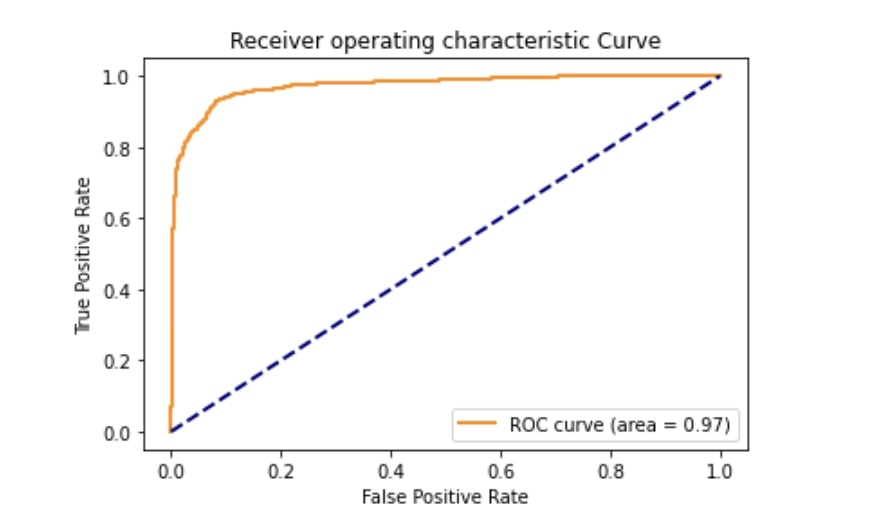 Receiver operating characteristic Curve
1.0
0.8
0.6
0.4
0.2
0.0
True Positive Rate
ROC curve (area = 0.97)
0.0 0.2 0.4 0.6 0.8 1.0
False Positive Rate